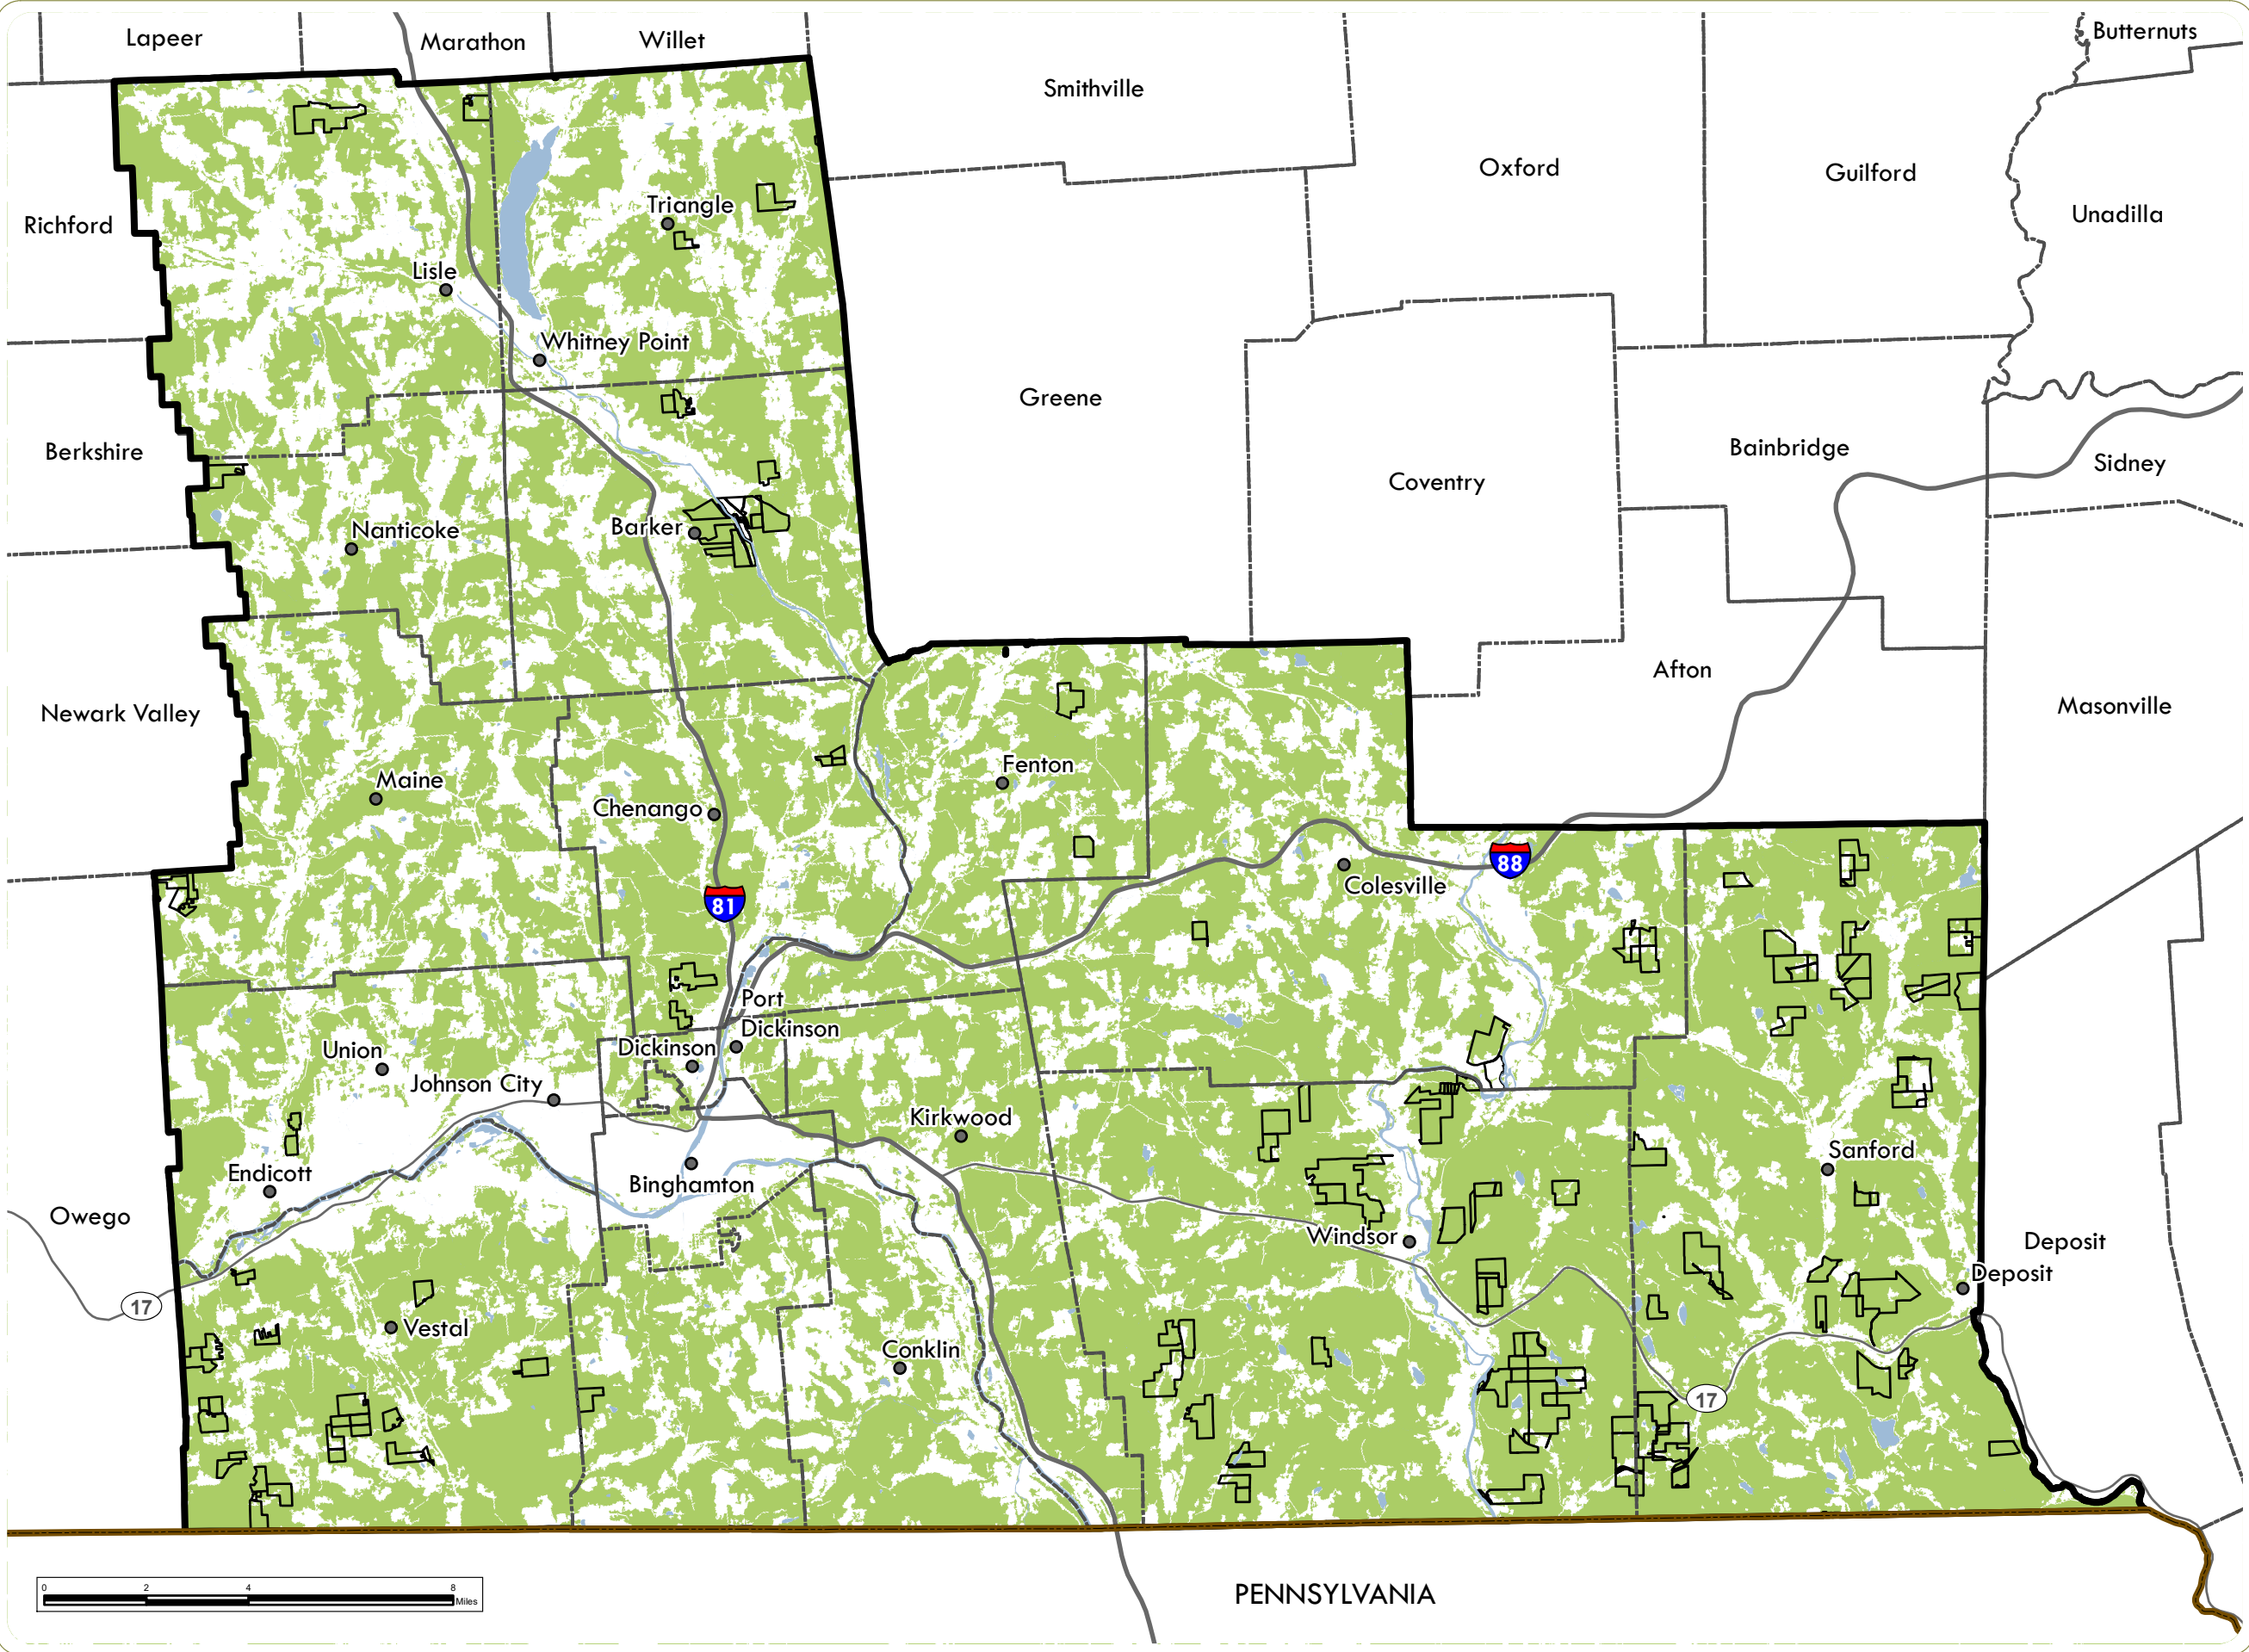 Lapeer
Marathon
Willet
Butternuts
Smithville
Oxford
Guilford
Unadilla
Richford
Triangle
Lisle
Whitney Point
Greene
Berkshire
Bainbridge
Sidney
Coventry
Nanticoke
Barker
Afton
Newark Valley
Masonville
Maine
Fenton
Chenango
88
Colesville
81
Port
Dickinson
Union
Dickinson
Johnson City
Kirkwood
Sanford
Endicott
Binghamton
Owego
Windsor
Deposit
Deposit
17
Vestal
Conklin
17
0 2 4 8
Miles
PENNSYLVANIA